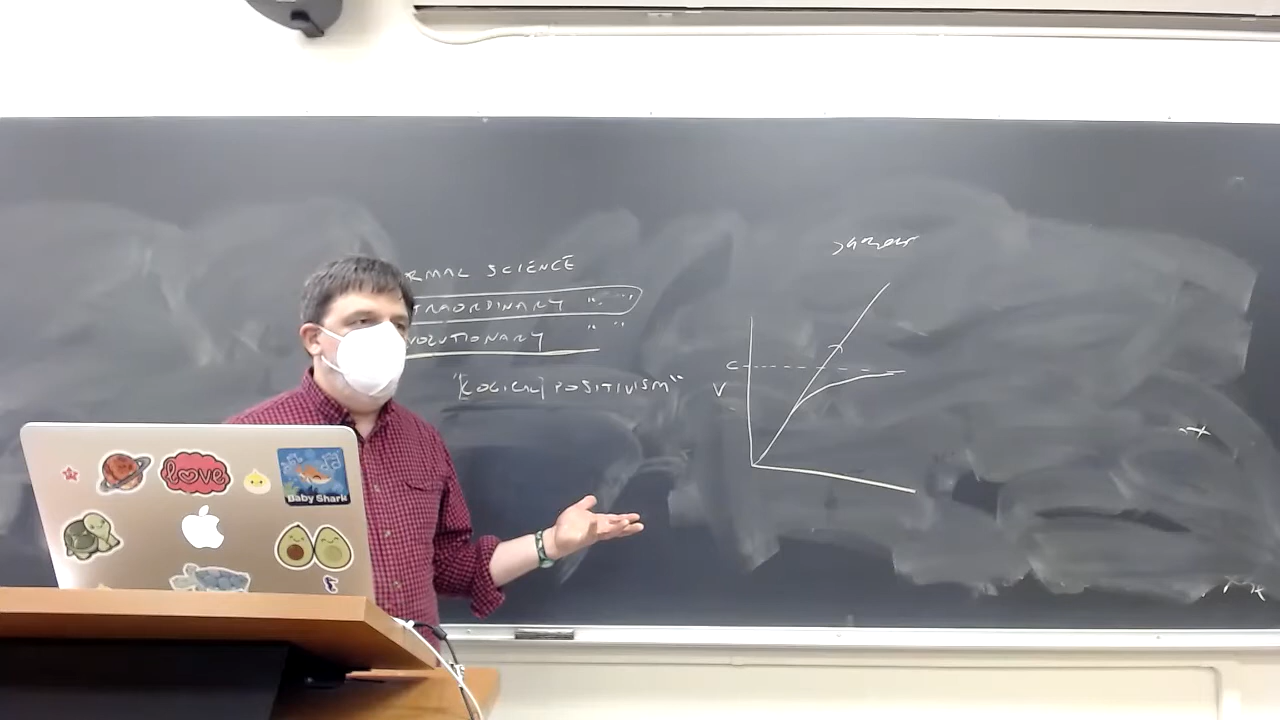 RMAL SCIENCE
TRAORDINARY " "
VOLUTIONARY " "
"[LOGICAL] POSITIVISM"
C
V
love
Baby Shark